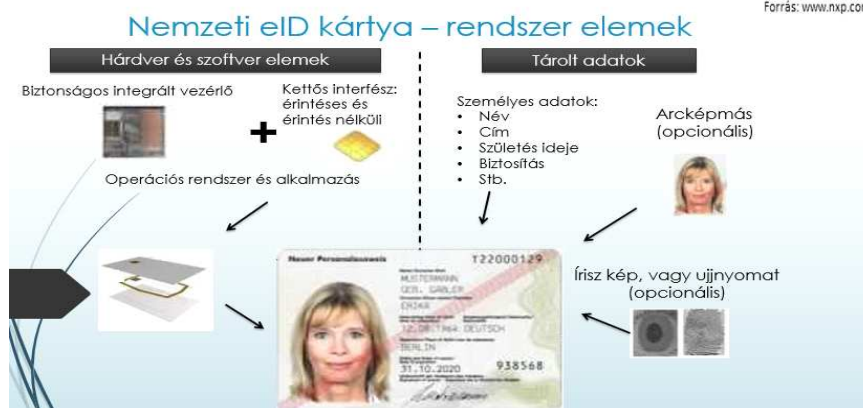 Forrás: www.nxp.co
Nemzeti eID kártya – rendszer elemek
Hárdver és szoftver elemek
Tárolt adatok
Biztonságos integrált vezérlő
Kettős interfész:
érintéses és
érintés nélküli
+
Operációs rendszer és alkalmazás
Személyes adatok:
• Név
• Cím
• Születés ideje
• Biztosítás
• Stb.
Arcképmás
(opcionális)
Írisz kép, vagy ujjnyomat
(opcionális)
Neuer Personalausweis
T22000129
MUSTERMANN
GEB. GABLER
ERIKA
12.08.1964 DEUTSCH
BERLIN
31.10.2020
938568